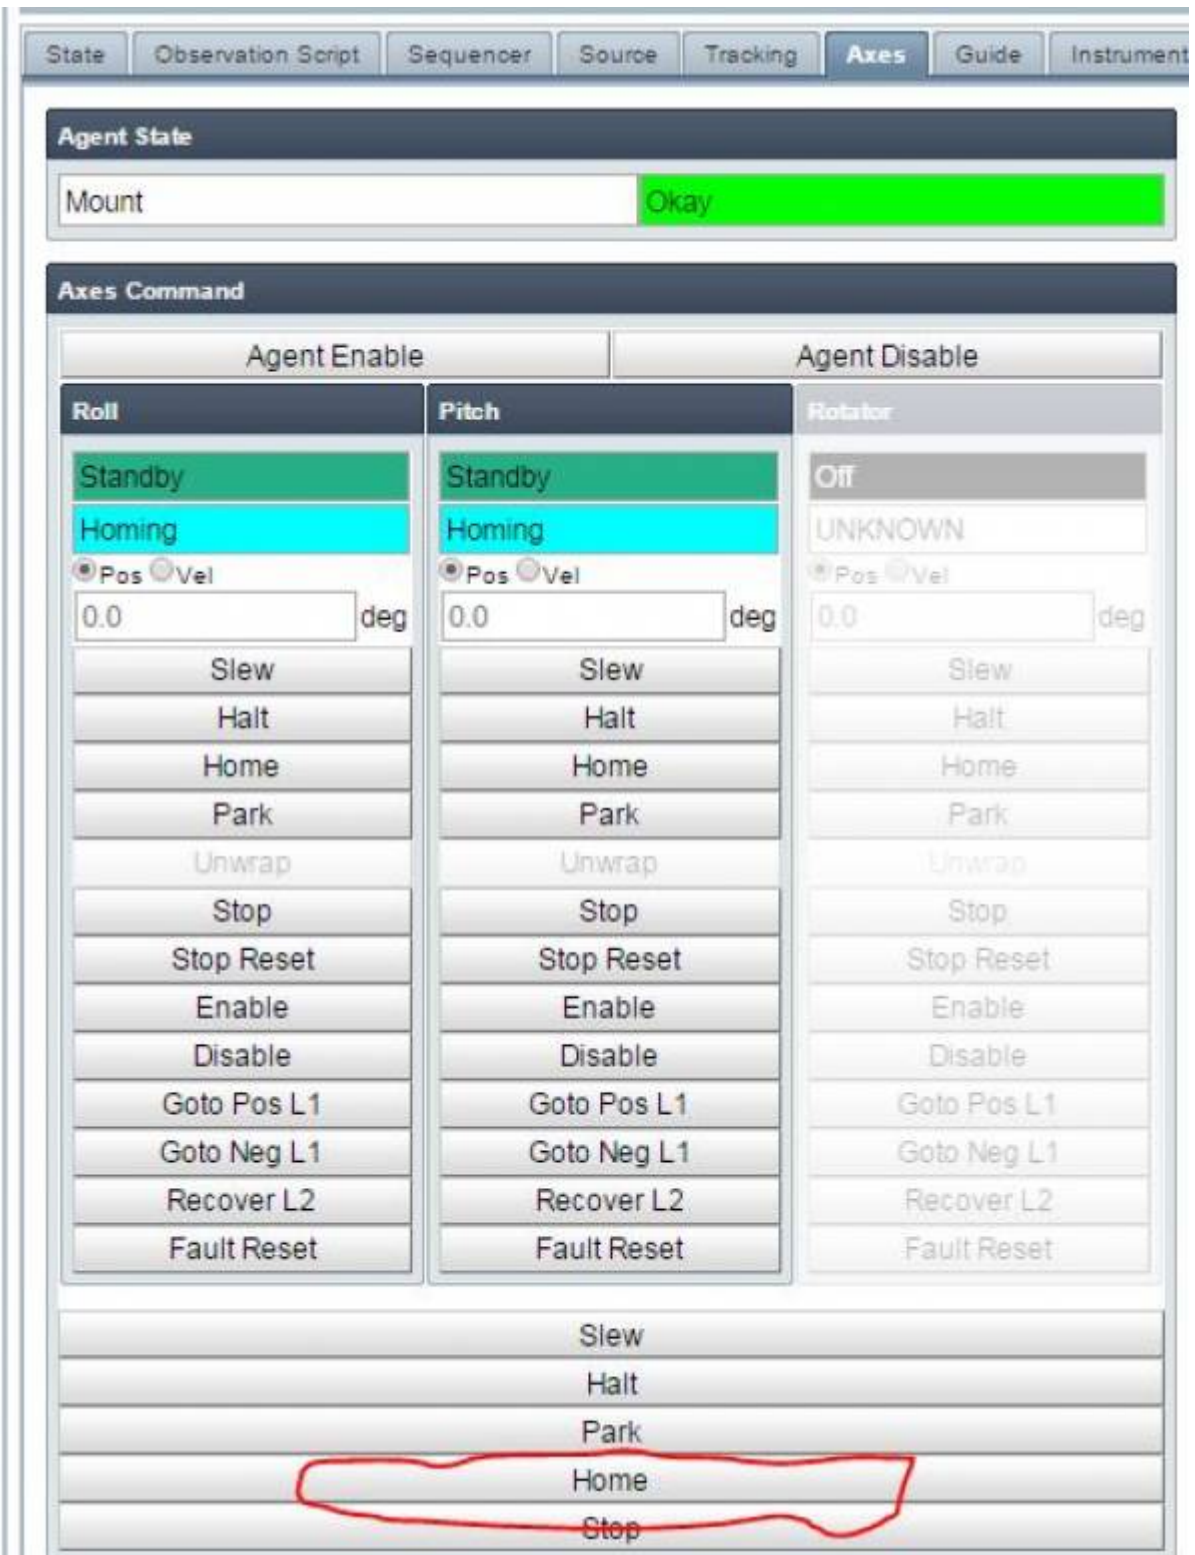 State Observation Script Sequencer Source Tracking Axes Guide Instrument
Agent State
Mount Okay
Axes Command
Agent Enable Agent Disable
Roll Pitch Rotator
Standby Standby Off
Homing Homing UNKNOWN
Pos Vel Pos Vel Pos Vel
0.0 deg 0.0 deg 0.0 deg
Slew Slew Slew
Halt Halt Halt
Home Home Home
Park Park Park
Unwrap Unwrap Unwrap
Stop Stop Stop
Stop Reset Stop Reset Stop Reset
Enable Enable Enable
Disable Disable Disable
Goto Pos L1 Goto Pos L1 Goto Pos L1
Goto Neg L1 Goto Neg L1 Goto Neg L1
Recover L2 Recover L2 Recover L2
Fault Reset Fault Reset Fault Reset
Slew
Halt
Park
Home
Stop